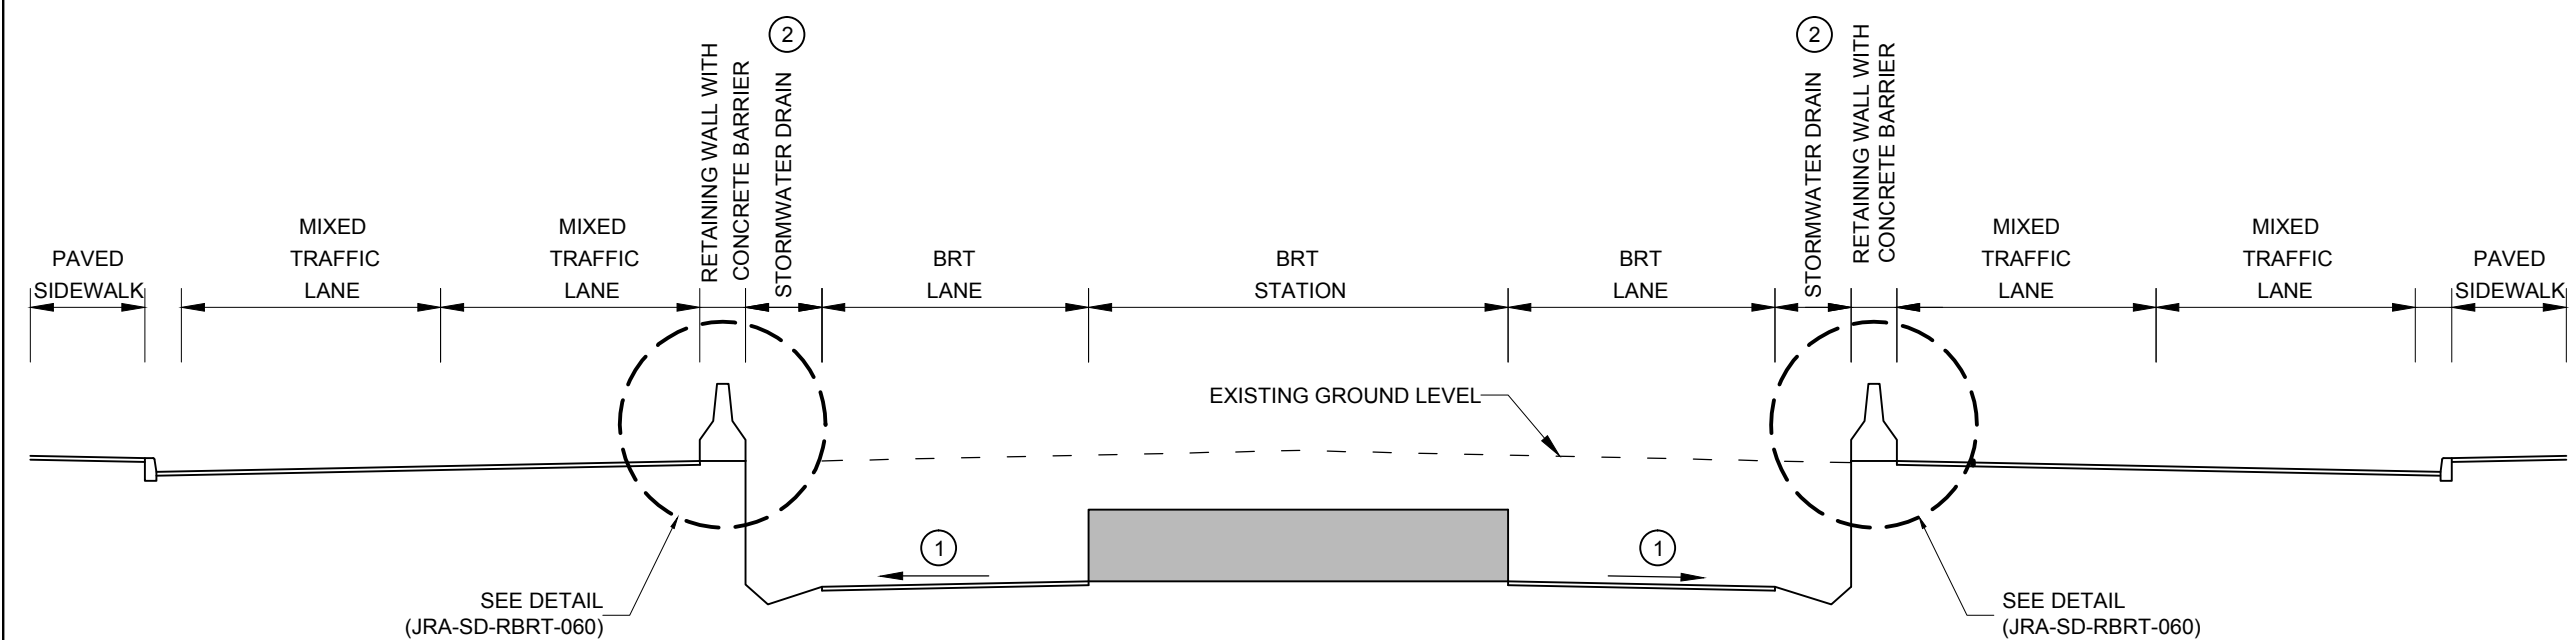 PAVED
SIDEWALK
MIXED
TRAFFIC
LANE
MIXED
TRAFFIC
LANE
RETAINING WALL WITH
CONCRETE BARRIER
STORMWATER DRAIN
2
BRT
LANE
BRT
STATION
BRT
LANE
STORMWATER DRAIN
2
RETAINING WALL WITH
CONCRETE BARRIER
MIXED
TRAFFIC
LANE
MIXED
TRAFFIC
LANE
PAVED
SIDEWALK
EXISTING GROUND LEVEL
1
1
SEE DETAIL
(JRA-SD-RBRT-060)
SEE DETAIL
(JRA-SD-RBRT-060)